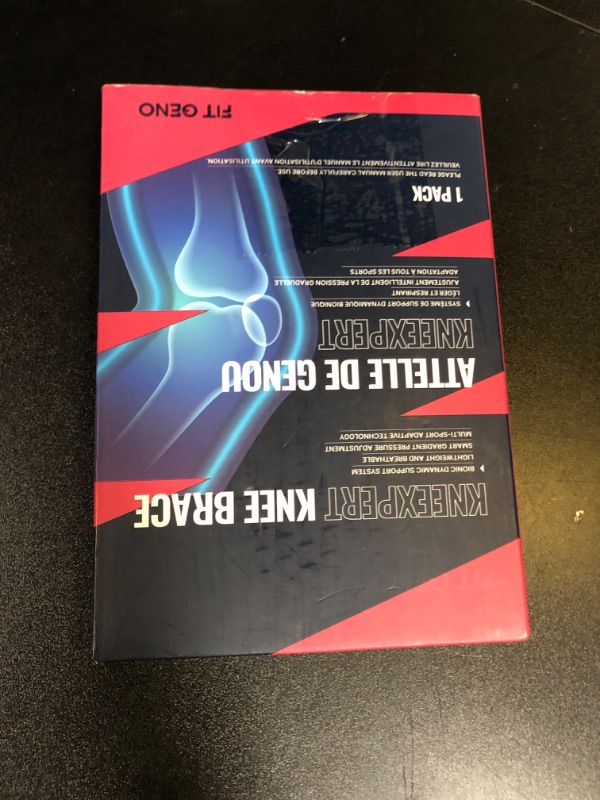 KNEEXPERT KNEE BRACE
BIONIC DYNAMIC SUPPORT SYSTEM
LIGHTWEIGHT AND BREATHABLE
SMART GRADIENT PRESSURE ADJUSTMENT
MULTI-SPORT ADAPTIVE TECHNOLOGY
ATTELLE DE GENOU
KNEEXPERT
SYSTÈME DE SUPPORT DYNAMIQUE BIONIQUE
LÉGER ET RESPIRANT
AJUSTEMENT INTELLIGENT DE LA PRESSION GRADUELLE
ADAPTATION À TOUS LES SPORTS
1 PACK
PLEASE READ THE USER MANUAL CAREFULLY BEFORE USE.
VEUILLEZ LIRE ATTENTIVEMENT LE MANUEL D'UTILISATION AVANT UTILISATION.
FIT GENO